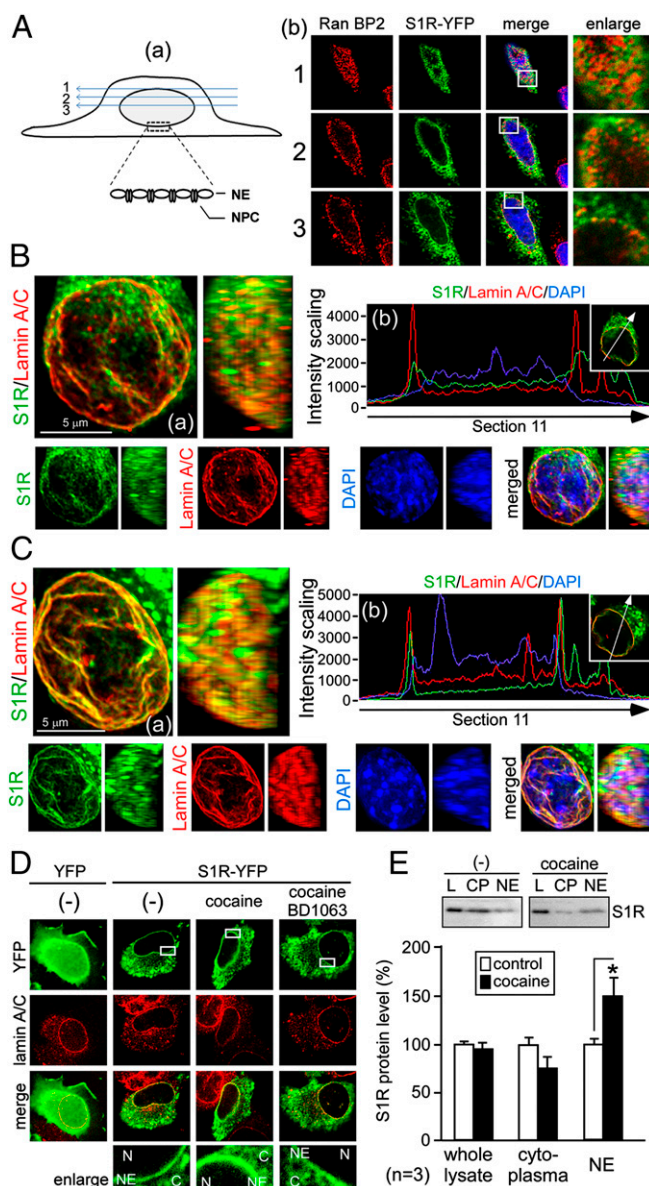 A
(a)
1
2
3
NE
NPC
(b)
Ran BP2 S1R-YFP merge enlarge
1
2
3
B
S1R/Lamin A/C
5 μm
(a)
S1R/Lamin A/C/DAPI
(b)
Intensity scaling
4000
3000
2000
1000
0
Section 11
S1R
Lamin A/C
DAPI
merged
C
S1R/Lamin A/C
5 μm
(a)
S1R/Lamin A/C/DAPI
(b)
Intensity scaling
5000
4000
3000
2000
1000
0
Section 11
S1R
Lamin A/C
DAPI
merged
D
YFP S1R-YFP
(-) (-) cocaine cocaine BD1063
YFP
lamin A/C
merge
enlarge
N NE C
C N NE
NE N C
E
(-) cocaine
L CP NE L CP NE
S1R
S1R protein level (%)
200
150
100
50
0
control
cocaine
*
whole lysate
cyto-plasma
NE
(n=3)